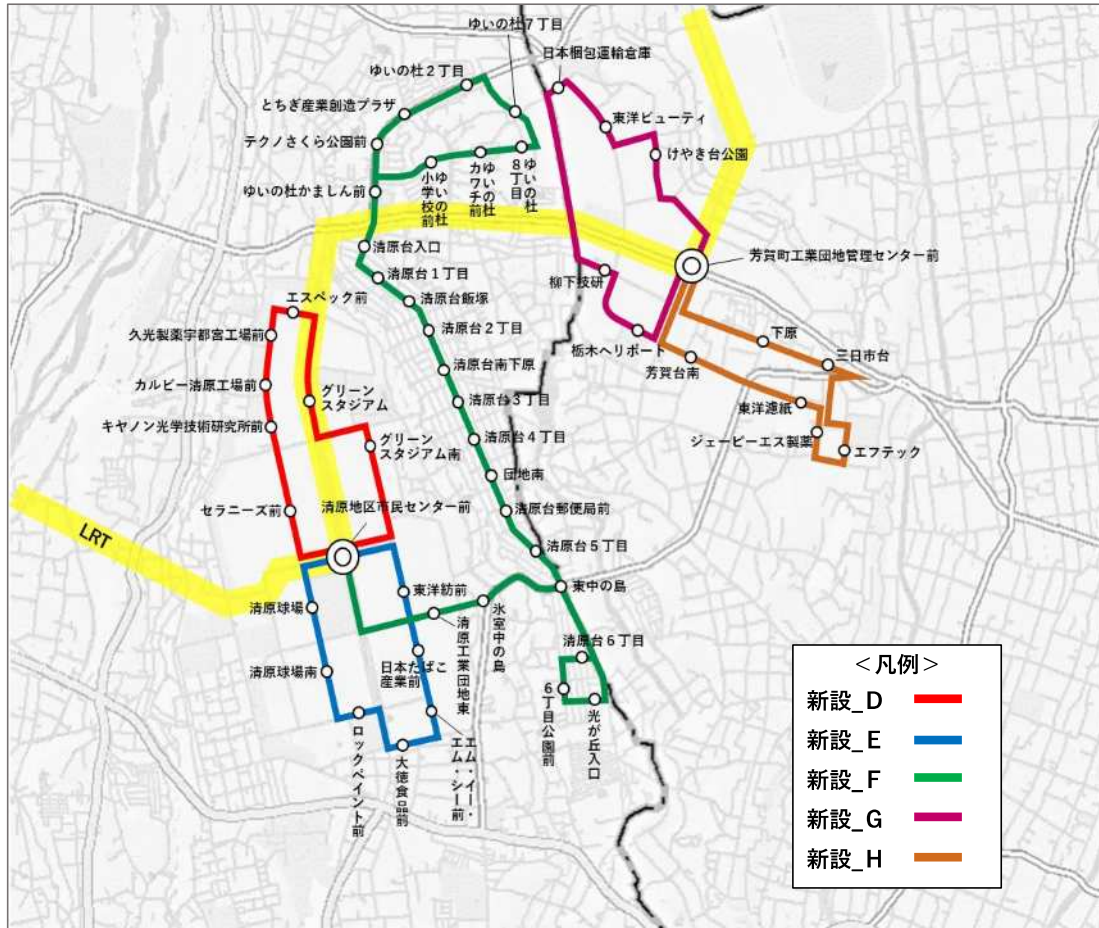 ゆいの杜７丁目
日本梱包運輸倉庫
ゆいの杜２丁目
とちぎ産業創造プラザ
東洋ビューティ
テクノさくら公園前
けやき台公園
ゆいの杜
８丁目
ゆいの杜
カワチ前
ゆいの杜
小学校前
ゆいの杜かましん前
清原台入口
芳賀町工業団地管理センター前
清原台１丁目
柳下技研
エスペック前
清原台飯塚
久光製薬宇都宮工場前
清原台２丁目
栃木ヘリポート
下原
三日市台
芳賀台南
清原台南下原
カルビー清原工場前
グリーン
スタジアム
清原台３丁目
東洋濾紙
キヤノン光学技術研究所前
清原台４丁目
ジェーピーエス製薬
グリーン
スタジアム南
エフテック
団地南
セラニーズ前
清原地区市民センター前
清原台郵便局前
LRT
清原台５丁目
東中の島
東洋紡前
清原球場
氷室中の島
清原工業団地東
清原台６丁目
日本たばこ
産業前
清原球場南
６丁目公園前
光が丘入口
ロックペイント前
大徳食品前
エム・イー・
エム・シー前
＜凡例＞
新設_D
新設_E
新設_F
新設_G
新設_H